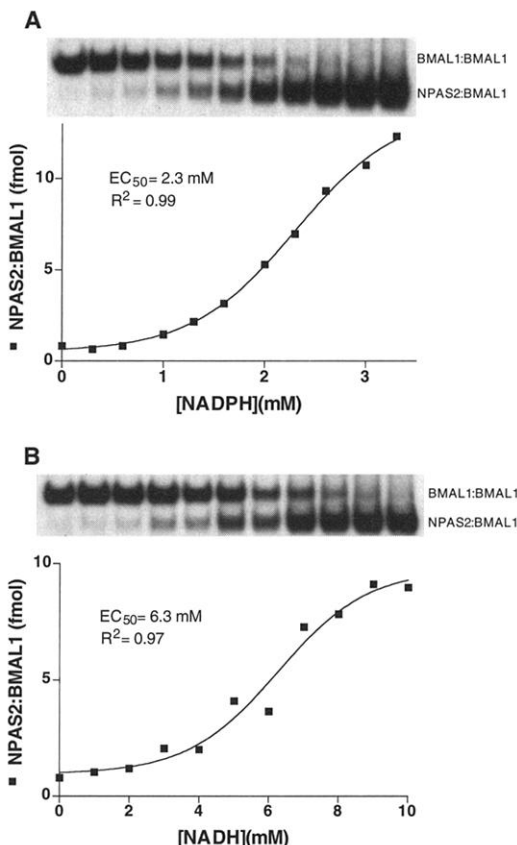 A
BMAL1:BMAL1
NPAS2:BMAL1
NPAS2:BMAL1 (fmol)
10
5
0
EC50= 2.3 mM
R2 = 0.99
0 1 2 3
[NADPH](mM)
B
BMAL1:BMAL1
NPAS2:BMAL1
NPAS2:BMAL1 (fmol)
10
5
0
EC50= 6.3 mM
R2 = 0.97
0 2 4 6 8 10
[NADH](mM)